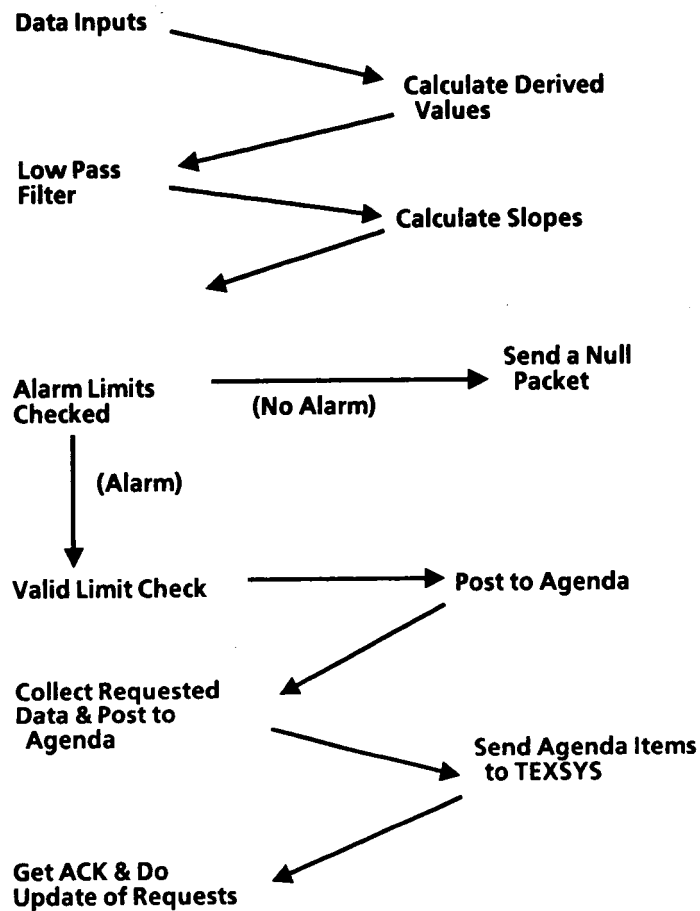 Data Inputs
Calculate Derived
Values
Low Pass
Filter
Calculate Slopes
Send a Null
Packet
Alarm Limits
Checked
(No Alarm)
(Alarm)
Valid Limit Check
Post to Agenda
Collect Requested
Data & Post to
Agenda
Send Agenda Items
to TEXSYS
Get ACK & Do
Update of Requests